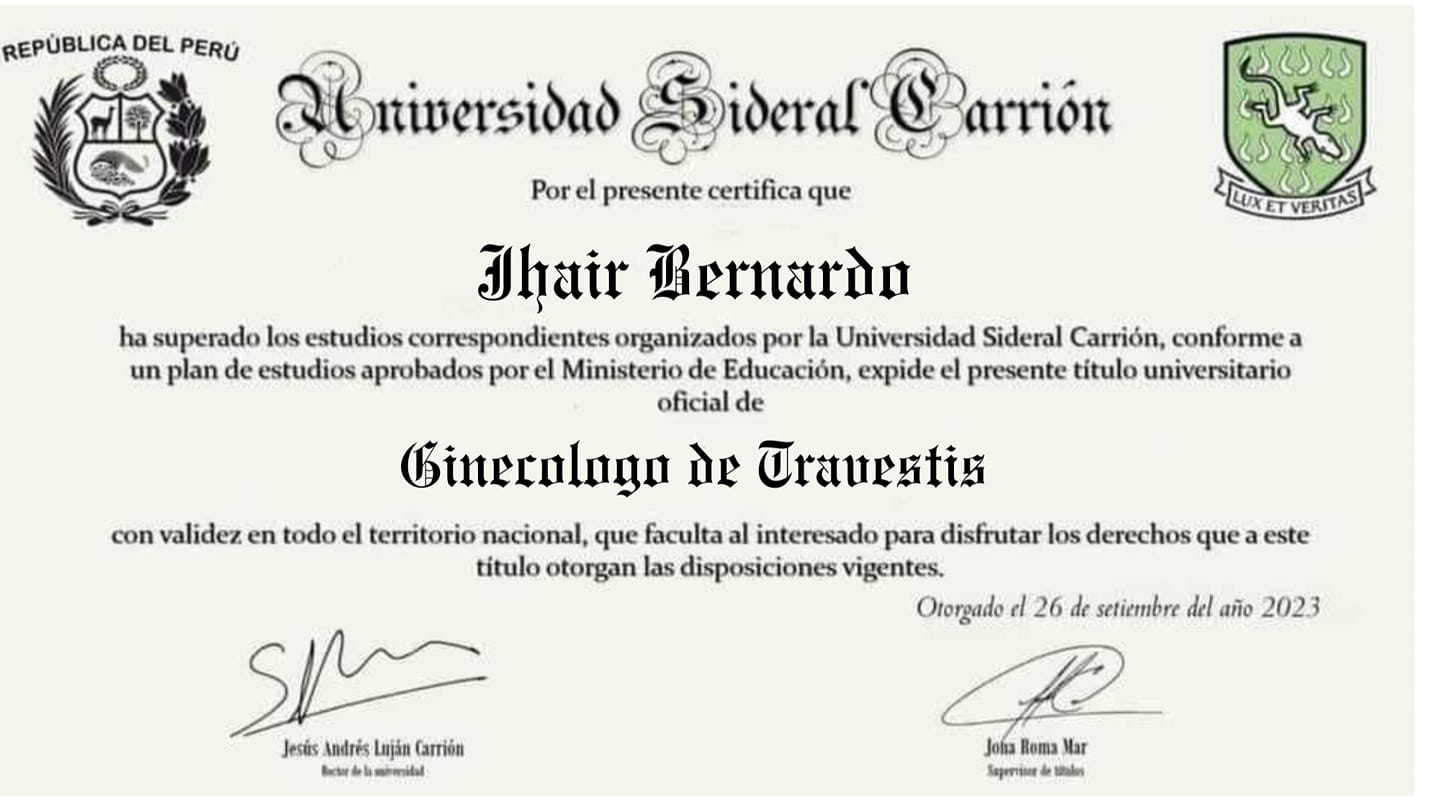 REPÚBLICA DEL PERÚ
Universidad Sideral Carrión
LUX ET VERITAS
Por el presente certifica que
Jhair Bernardo
ha superado los estudios correspondientes organizados por la Universidad Sideral Carrión, conforme a
un plan de estudios aprobados por el Ministerio de Educación, expide el presente título universitario
oficial de
Ginecologo de Travestis
con validez en todo el territorio nacional, que faculta al interesado para disfrutar los derechos que a este
título otorgan las disposiciones vigentes.
Otorgado el 26 de setiembre del año 2023
Jesús Andrés Luján Carrión
Rector de la universidad
Joha Roma Mar
Supervisor de títulos